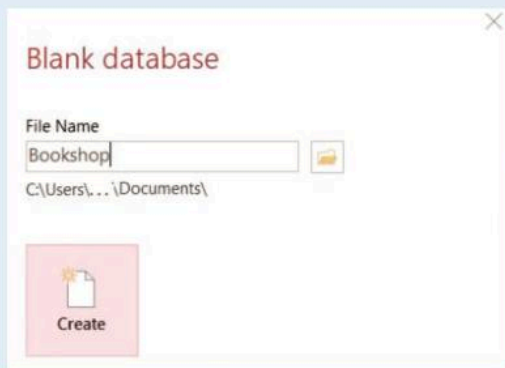 Blank database
File Name
Bookshop
C:\Users\...\Documents\
Create